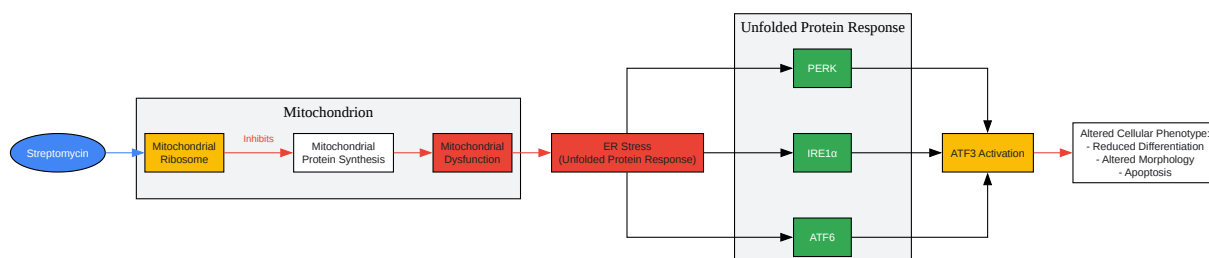 Unfolded Protein Response
PERK
Mitochondrion
Streptomycin
Mitochondrial
Ribosome
Inhibits
Mitochondrial
Protein Synthesis
Mitochondrial
Dysfunction
ER Stress
(Unfolded Protein Response)
IRE1α
ATF3 Activation
Altered Cellular Phenotype:
- Reduced Differentiation
- Altered Morphology
- Apoptosis
ATF6